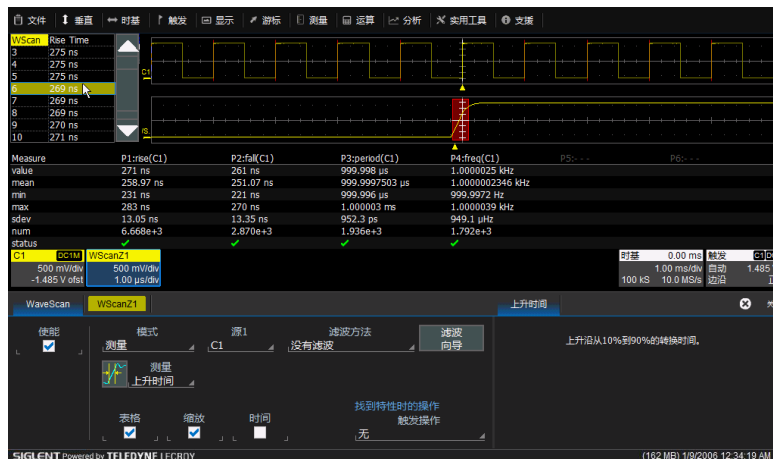 文件 垂直 时基 触发 显示 游标 测量 运算 分析 实用工具 支援
WScan Rise Time
3 275 ns
4 275 ns
5 275 ns
6 269 ns
7 269 ns
8 269 ns
9 270 ns
10 271 ns
C1
Measure P1:rise(C1) P2:fall(C1) P3:period(C1) P4:freq(C1) P5:- - - P6:- - -
value 271 ns 261 ns 999.998 µs 1.0000025 kHz
mean 258.97 ns 251.07 ns 999.9997503 µs 1.0000002346 kHz
min 231 ns 221 ns 999.996 µs 999.9972 Hz
max 283 ns 270 ns 1.000003 ms 1.0000039 kHz
sdev 13.05 ns 13.35 ns 952.3 ps 949.1 µHz
num 6.668e+3 2.870e+3 1.936e+3 1.792e+3
status
C1 DC1M WScanZ1 时基 0.00 ms 触发 C1
500 mV/div 500 mV/div 1.00 ms/div 自动 1.485
-1.485 V ofst 1.00 µs/div 100 kS 10.0 MS/s 边沿
WaveScan WScanZ1 上升时间
使能 模式 源1 滤波方法 滤波
测量 C1 没有滤波 向导
上升沿从10%到90%的转换时间。
测量
上升时间
找到特性时的操作
表格 缩放 时间 触发操作
无
SIGLENT Powered by TELEDYNE LECROY (162 MB) 1/9/2006 12:34:19 AM